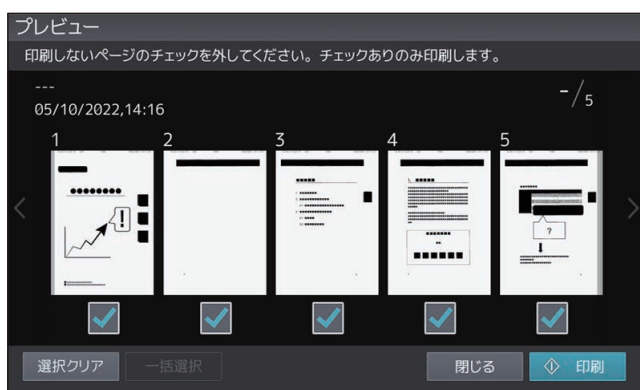 プレビュー
印刷しないページのチェックを外してください。チェックありのみ印刷します。
---
05/10/2022,14:16
-/5
1 2 3 4 5
!
?
選択クリア 一括選択 閉じる 印刷